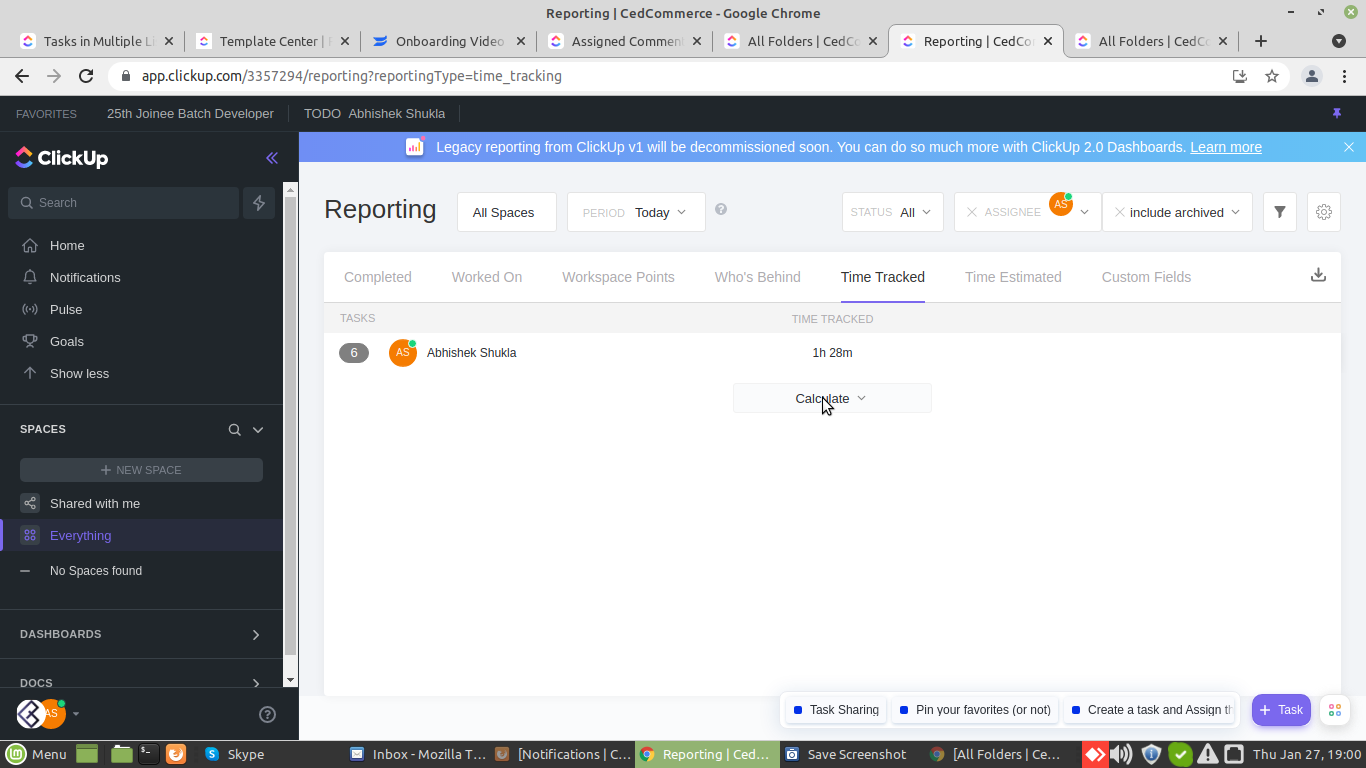 Reporting | CedCommerce - Google Chrome
Tasks in Multiple Li
Template Center |
Onboarding Video
Assigned Commen
All Folders | CedCo
Reporting | CedCo
All Folders | CedCo
app.clickup.com/3357294/reporting?reportingType=time_tracking
FAVORITES 25th Joinee Batch Developer TODO Abhishek Shukla
ClickUp
Legacy reporting from ClickUp v1 will be decommissioned soon. You can do so much more with ClickUp 2.0 Dashboards. Learn more
Search
Home
Notifications
Pulse
Goals
Show less
SPACES
+ NEW SPACE
Shared with me
Everything
No Spaces found
DASHBOARDS
DOCS
AS
Reporting
All Spaces
PERIOD Today
STATUS All
ASSIGNEE AS
include archived
Completed Worked On Workspace Points Who's Behind Time Tracked Time Estimated Custom Fields
TASKS TIME TRACKED
6 AS Abhishek Shukla 1h 28m
Calculate
Task Sharing
Pin your favorites (or not)
Create a task and Assign th
+ Task
Menu
Skype
Inbox - Mozilla T...
[Notifications | C...
Reporting | Ced...
Save Screenshot
[All Folders | Ce...
Thu Jan 27, 19:00